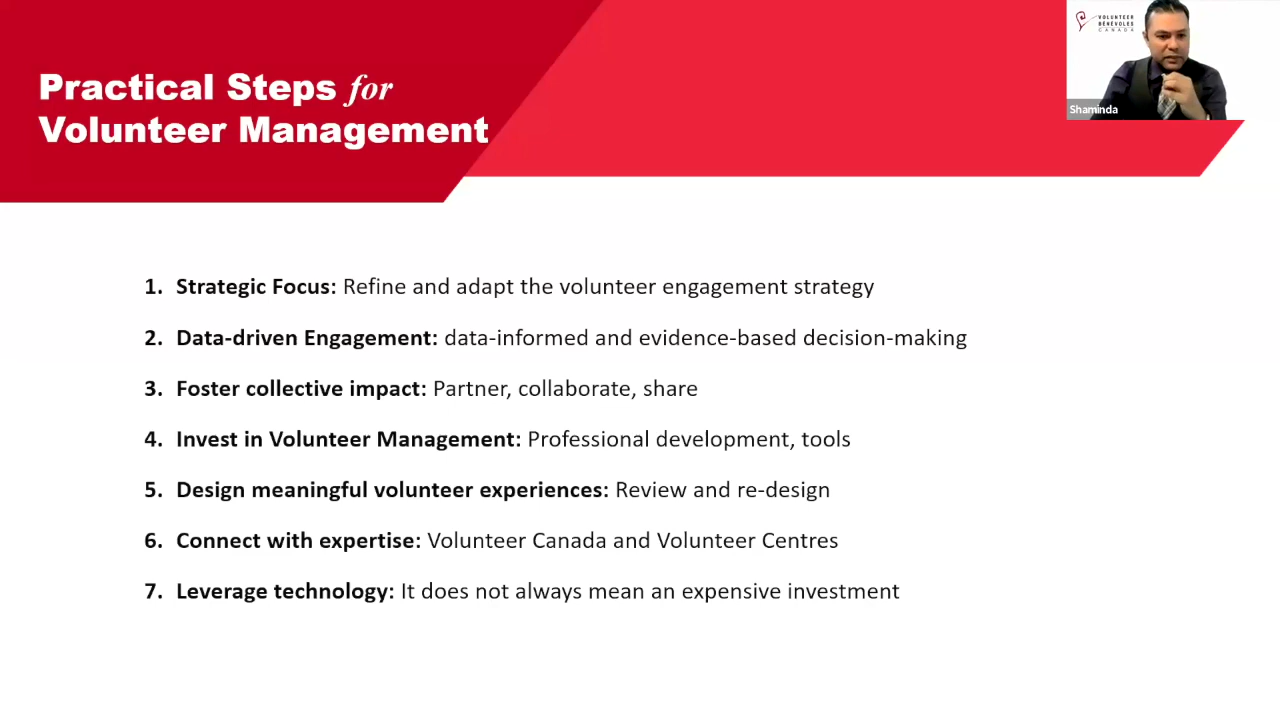 Practical Steps for
Volunteer Management
VOLUNTEER
BÉNÉVOLES
CANADA
Shaminda
1. Strategic Focus: Refine and adapt the volunteer engagement strategy
2. Data-driven Engagement: data-informed and evidence-based decision-making
3. Foster collective impact: Partner, collaborate, share
4. Invest in Volunteer Management: Professional development, tools
5. Design meaningful volunteer experiences: Review and re-design
6. Connect with expertise: Volunteer Canada and Volunteer Centres
7. Leverage technology: It does not always mean an expensive investment